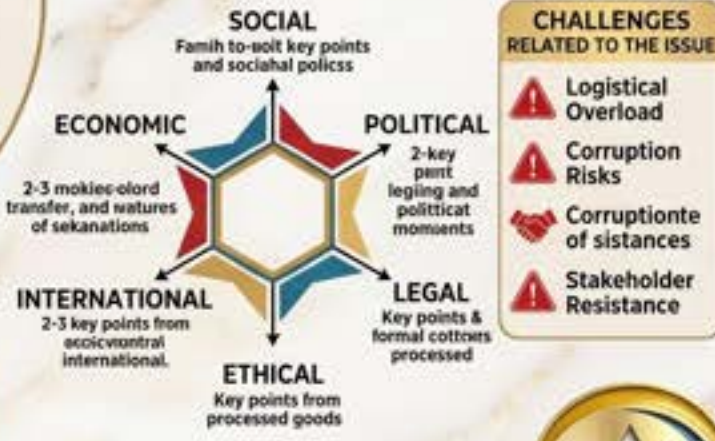 SOCIAL
Famih to-woit key points
and sociahal policss
ECONOMIC
2-3 mokies-olord
transfer, and watures
of sekanations
POLITICAL
2-key
peint
legiing and
politticat
moments
INTERNATIONAL
2-3 key points from
international.
LEGAL
Key points &
formal cottnes
processed
ETHICAL
Key points from
processed goods
CHALLENGES
RELATED TO THE ISSUE
Logistical
Overload
Corruption
Risks
Corruptionte
of sistances
Stakeholder
Resistance